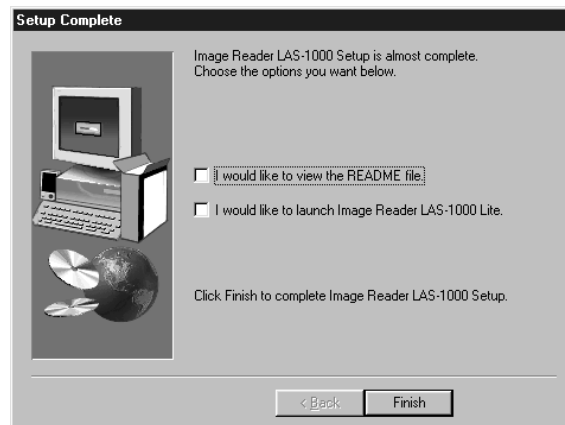 Setup Complete
Image Reader LAS-1000 Setup is almost complete.
Choose the options you want below.
I would like to view the README file.
I would like to launch Image Reader LAS-1000 Lite.
Click Finish to complete Image Reader LAS-1000 Setup.
< Back Finish